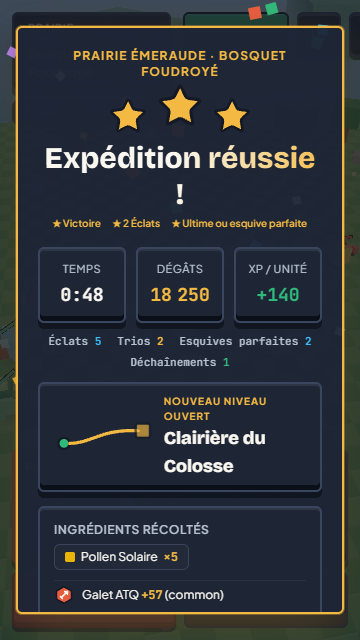 PRAIRIE ÉMERAUDE · BOSQUET
FOUDROYÉ
Expédition réussie
!
★Victoire ★2 Éclats ★Ultime ou esquive parfaite
TEMPS DÉGÂTS XP / UNITÉ
0:48 18 250 +140
Éclats 5 Trios 2 Esquives parfaites 2
Déchaînements 1
NOUVEAU NIVEAU
OUVERT
Clairière du
Colosse
INGRÉDIENTS RÉCOLTÉS
Pollen Solaire ×5
Galet ATQ +57 (common)